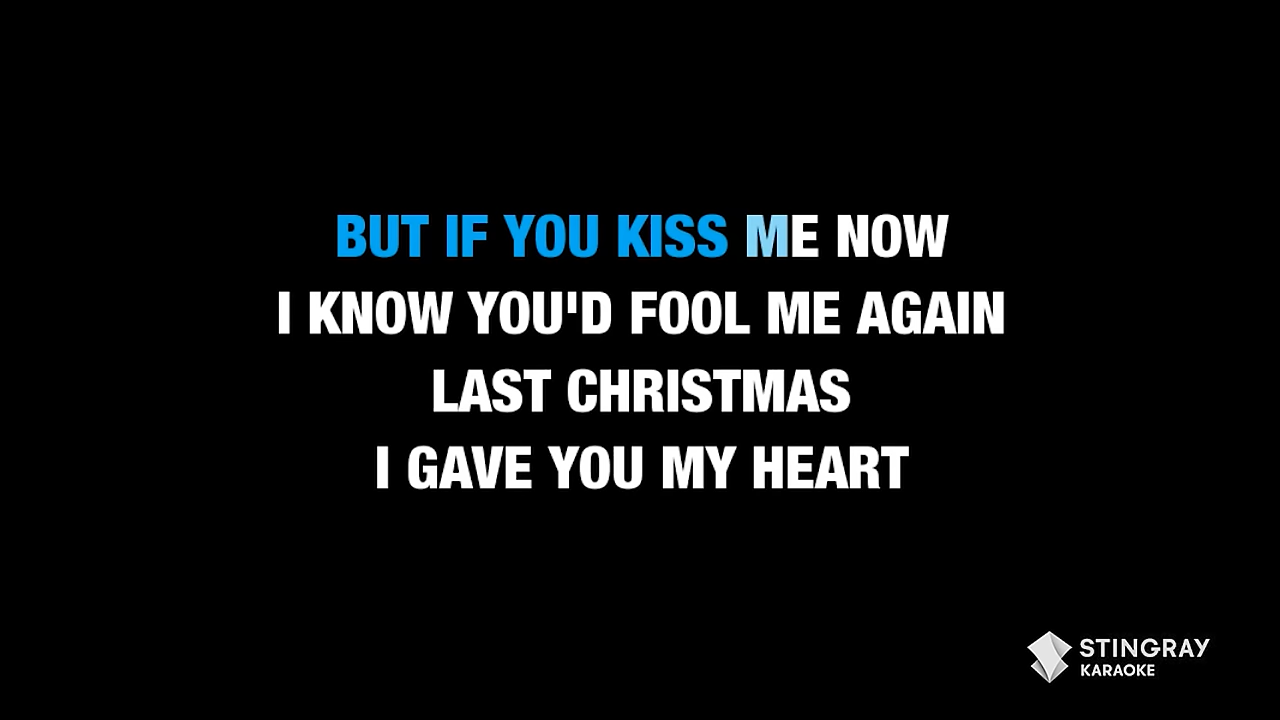 BUT IF YOU KISS ME NOW
I KNOW YOU'D FOOL ME AGAIN
LAST CHRISTMAS
I GAVE YOU MY HEART
STINGRAY
KARAOKE